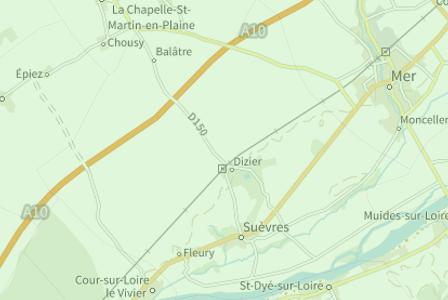 La Chapelle-St-
Martin-en-Plaine
A10
Chousy
Balâtre
Épiez
Mer
D150
Monceller
Dizier
A10
Muides-sur-Loire
Suèvres
Fleury
Cour-sur-Loire
le Vivier
St-Dyé-sur-Loire